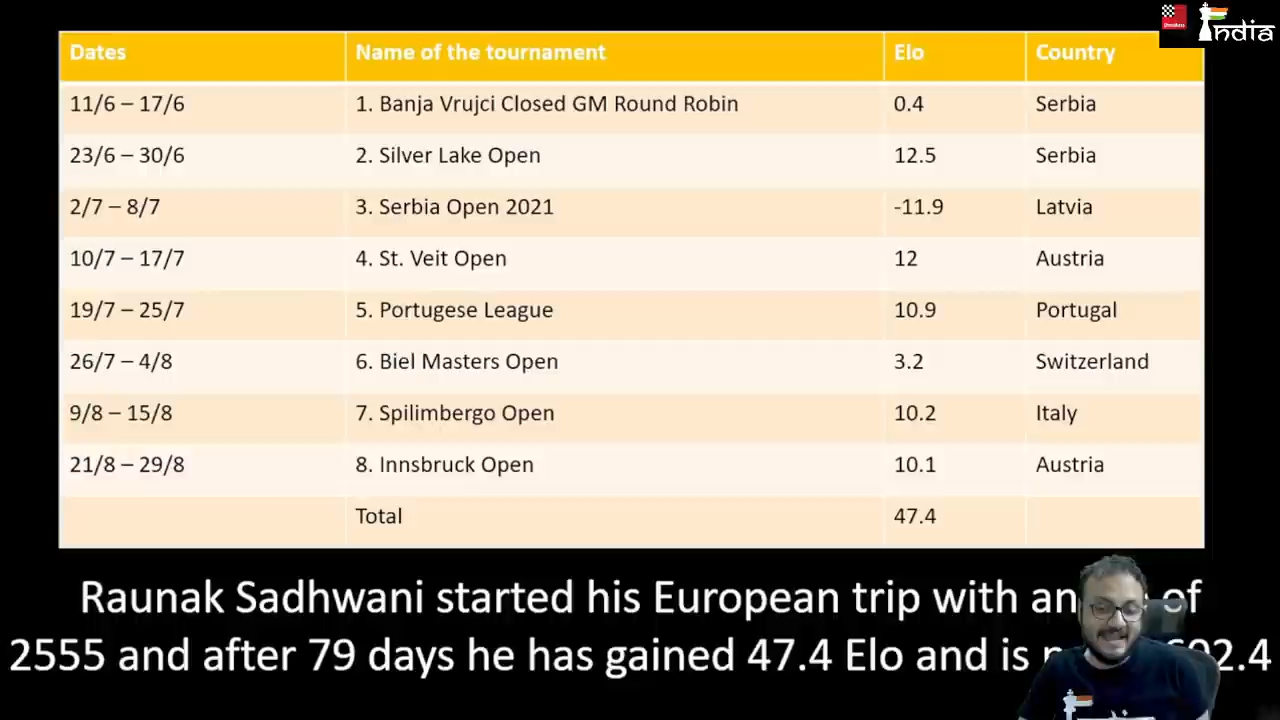 India
Dates Name of the tournament Elo Country
11/6 – 17/6 1. Banja Vrujci Closed GM Round Robin 0.4 Serbia
23/6 – 30/6 2. Silver Lake Open 12.5 Serbia
2/7 – 8/7 3. Serbia Open 2021 -11.9 Latvia
10/7 – 17/7 4. St. Veit Open 12 Austria
19/7 – 25/7 5. Portugese League 10.9 Portugal
26/7 – 4/8 6. Biel Masters Open 3.2 Switzerland
9/8 – 15/8 7. Spilimbergo Open 10.2 Italy
21/8 – 29/8 8. Innsbruck Open 10.1 Austria
Total 47.4
Raunak Sadhwani started his European trip with an of
2555 and after 79 days he has gained 47.4 Elo and is